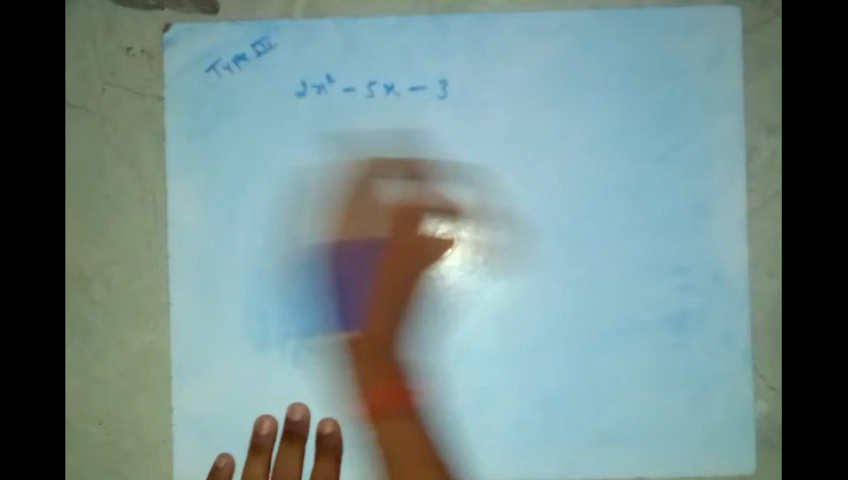 Type III
2x² - 5x - 3